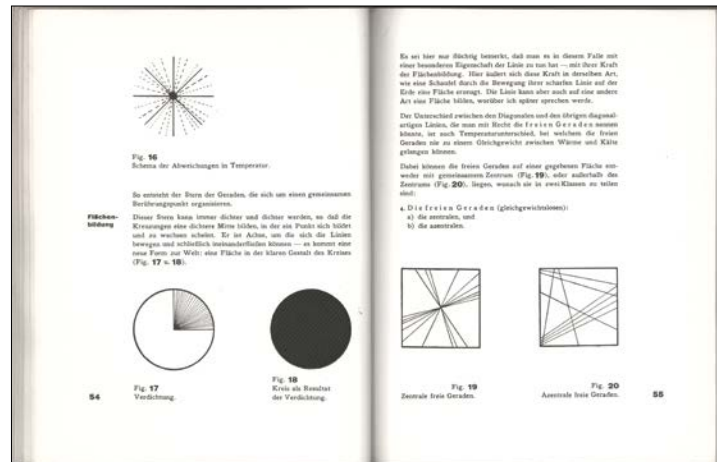 Fig. 16
Schema der Abweichungen in Temperatur.
So entsteht der Stern der Geraden, die sich um einen gemeinsamen
Berührungspunkt organisieren.
Flächen-
bildung
Dieser Stern kann immer dichter und dichter werden, so daß die
Kreuzungen eine dichtere Mitte bilden, in der ein Punkt sich bildet
und zu wachsen scheint. Er ist Achse, um die sich die Linien
bewegen und schließlich ineinanderfließen können — es kommt eine
neue Form zur Welt: eine Fläche in der klaren Gestalt des Kreises
(Fig. 17 u. 18).
Fig. 17
Verdichtung.
Fig. 18
Kreis als Resultat
der Verdichtung.
54
Es sei hier nur flüchtig bemerkt, daß man es in diesem Falle mit
einer besonderen Eigenschaft der Linie zu tun hat — mit ihrer Kraft
der Flächenbildung. Hier äußert sich diese Kraft in derselben Art,
wie eine Schaufel durch die Bewegung ihrer scharfen Linie auf der
Erde eine Fläche erzeugt. Die Linie kann aber auch auf eine andere
Art eine Fläche bilden, worüber ich später sprechen werde.
Der Unterschied zwischen den Diagonalen und den übrigen diagonal-
artigen Linien, die man mit Recht die freien Geraden nennen
könnte, ist auch Temperaturunterschied, bei welchem die freien
Geraden nie zu einem Gleichgewicht zwischen Wärme und Kälte
gelangen können.
Dabei können die freien Geraden auf einer gegebenen Fläche ent-
weder mit gemeinsamem Zentrum (Fig. 19), oder außerhalb des
Zentrums (Fig. 20), liegen, wonach sie in zwei Klassen zu teilen
sind:
4. Die freien Geraden (gleichgewichtslosen):
a) die zentralen, und
b) die azentralen.
Fig. 19
Zentrale freie Geraden.
Fig. 20
Azentrale freie Geraden.
55